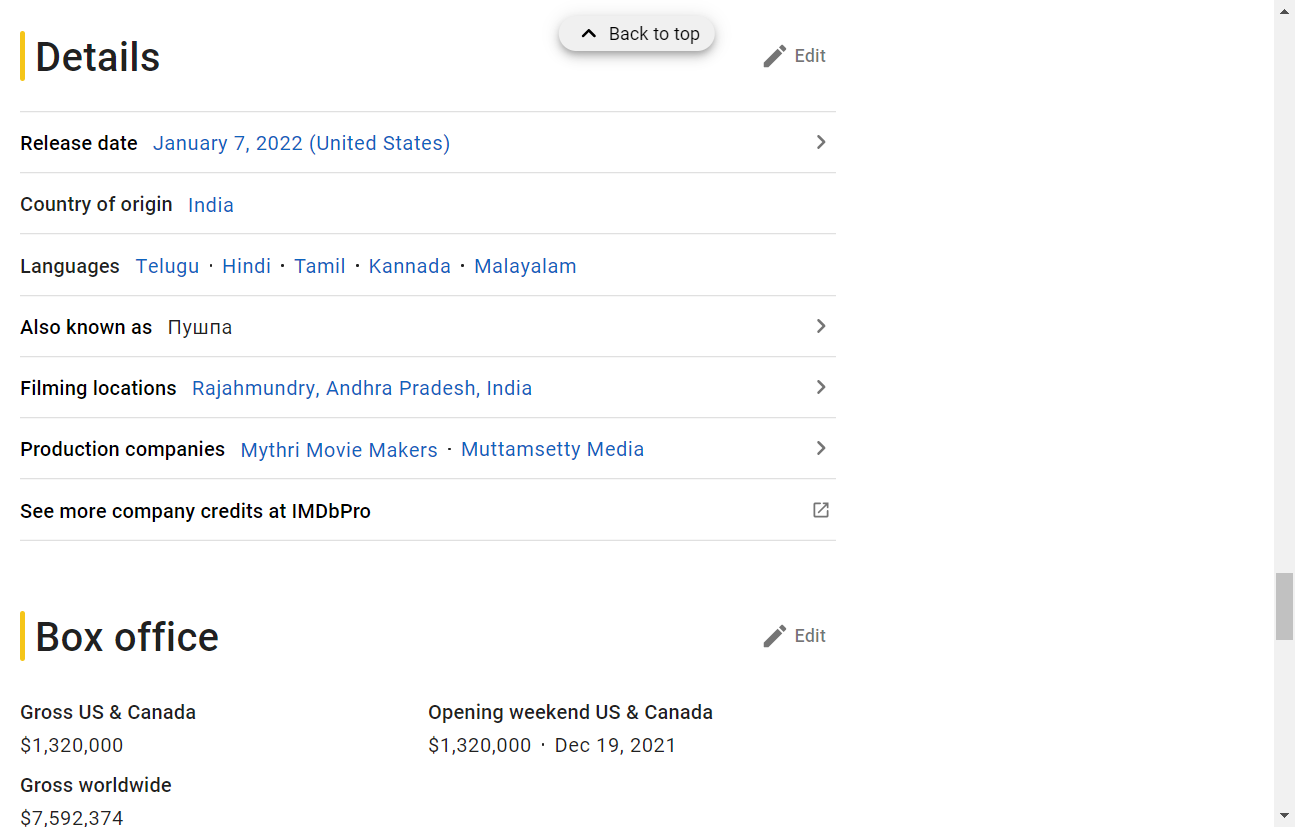 Back to top
Details
Edit
Release date January 7, 2022 (United States)
Country of origin India
Languages Telugu · Hindi · Tamil · Kannada · Malayalam
Also known as Пушпа
Filming locations Rajahmundry, Andhra Pradesh, India
Production companies Mythri Movie Makers · Muttamsetty Media
See more company credits at IMDbPro
Box office
Edit
Gross US & Canada
$1,320,000
Opening weekend US & Canada
$1,320,000 · Dec 19, 2021
Gross worldwide
$7,592,374